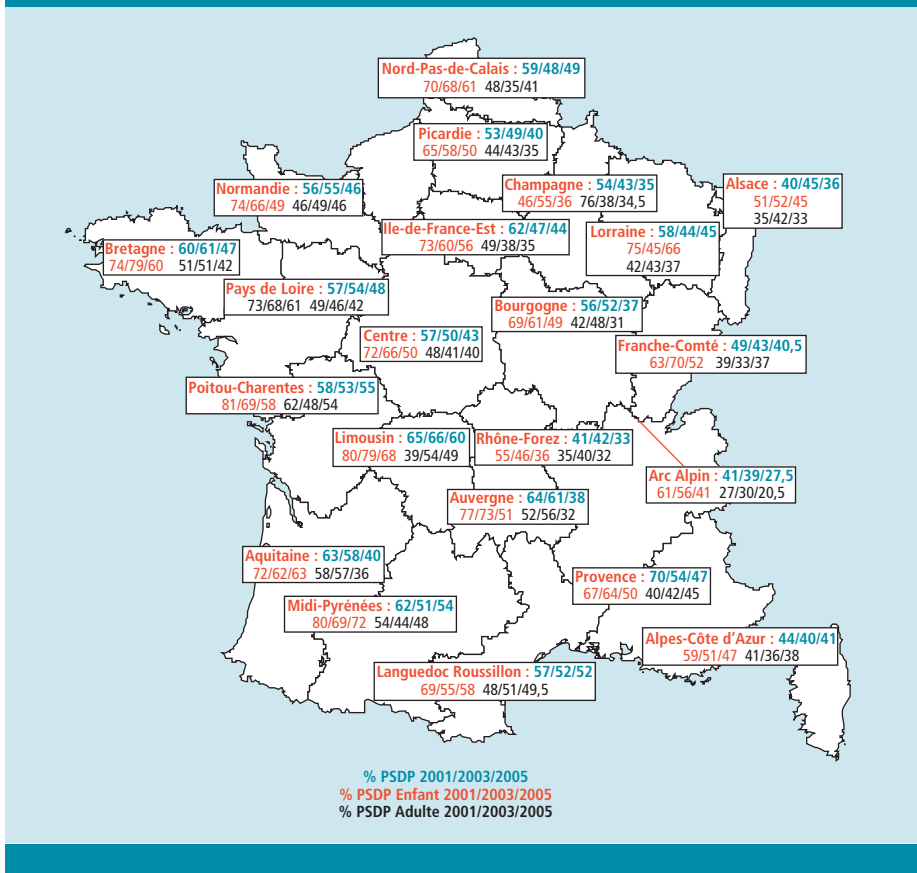 Nord-Pas-de-Calais : 59/48/49
70/68/61 48/35/41
Picardie : 53/49/40
65/58/50 44/43/35
Normandie : 56/55/46
74/66/49 46/49/46
Champagne : 54/43/35
46/55/36 76/38/34,5
Alsace : 40/45/36
51/52/45
35/42/33
Ile-de-France-Est : 62/47/44
73/60/56 49/38/35
Lorraine : 58/44/45
75/45/66
42/43/37
Bretagne : 60/61/47
74/79/60 51/51/42
Pays de Loire : 57/54/48
73/68/61 49/46/42
Bourgogne : 56/52/37
69/61/49 42/48/31
Centre : 57/50/43
72/66/50 48/41/40
Franche-Comté : 49/43/40,5
63/70/52 39/33/37
Poitou-Charentes : 58/53/55
81/69/58 62/48/54
Limousin : 65/66/60
80/79/68 39/54/49
Rhône-Forez : 41/42/33
55/46/36 35/40/32
Arc Alpin : 41/39/27,5
61/56/41 27/30/20,5
Auvergne : 64/61/38
77/73/51 52/56/32
Aquitaine : 63/58/40
72/62/63 58/57/36
Provence : 70/54/47
67/64/50 40/42/45
Midi-Pyrénées : 62/51/54
80/69/72 54/44/48
Alpes-Côte d'Azur : 44/40/41
59/51/47 41/36/38
Languedoc Roussillon : 57/52/52
69/55/58 48/51/49,5
% PSDP 2001/2003/2005
% PSDP Enfant 2001/2003/2005
% PSDP Adulte 2001/2003/2005